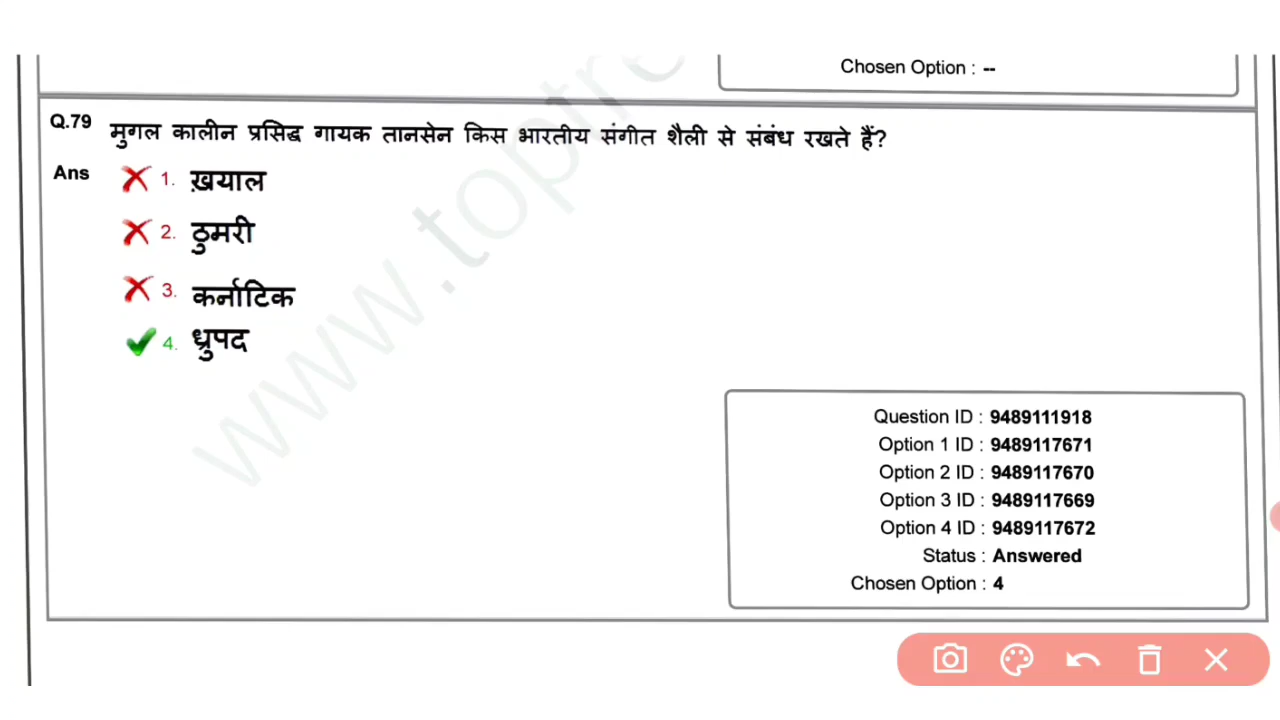 Chosen Option : --
Q.79 मुगल कालीन प्रसिद्ध गायक तानसेन किस भारतीय संगीत शैली से संबंध रखते हैं?
Ans 1. ख़याल
2. ठुमरी
3. कर्नाटिक
4. ध्रुपद
www.toptre
Question ID : 9489111918
Option 1 ID : 9489117671
Option 2 ID : 9489117670
Option 3 ID : 9489117669
Option 4 ID : 9489117672
Status : Answered
Chosen Option : 4